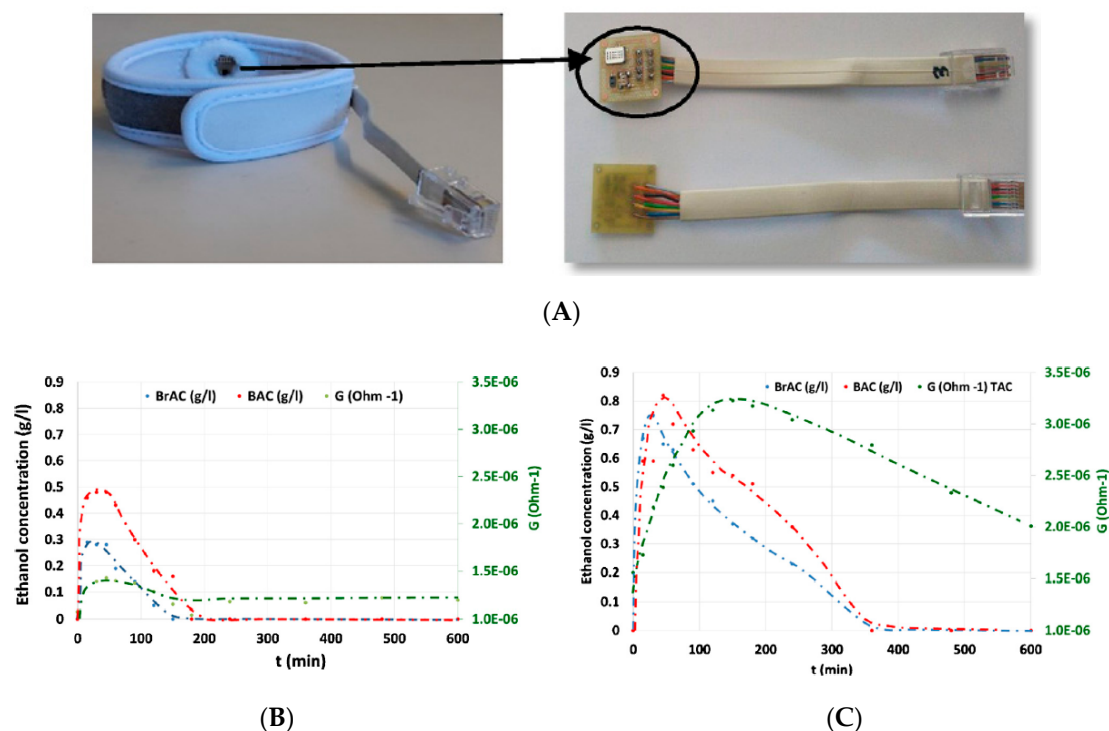 3
(A)
0.9
0.8
0.7
0.6
0.5
0.4
0.3
0.2
0.1
0
Ethanol concentration (g/l)
BrAC (g/l) BAC (g/l) G (Ohm -1)
3.5E-06
3.0E-06
2.5E-06
2.0E-06
1.5E-06
1.0E-06
G (Ohm-1)
0 100 200 300 400 500 600
t (min)
(B)
0.9
0.8
0.7
0.6
0.5
0.4
0.3
0.2
0.1
0
Ethanol concentration (g/l)
BrAC (g/l) BAC (g/l) G (Ohm -1) TAC
3.5E-06
3.0E-06
2.5E-06
2.0E-06
1.5E-06
1.0E-06
G (Ohm-1)
0 100 200 300 400 500 600
t (min)
(C)